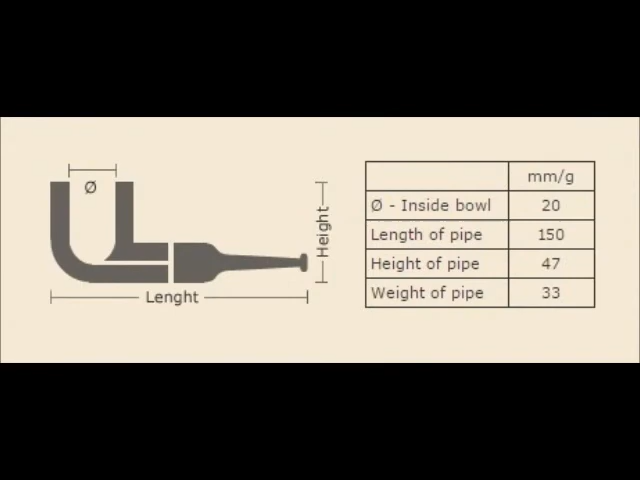 Ø
Height
Lenght
mm/g
Ø - Inside bowl 20
Length of pipe 150
Height of pipe 47
Weight of pipe 33